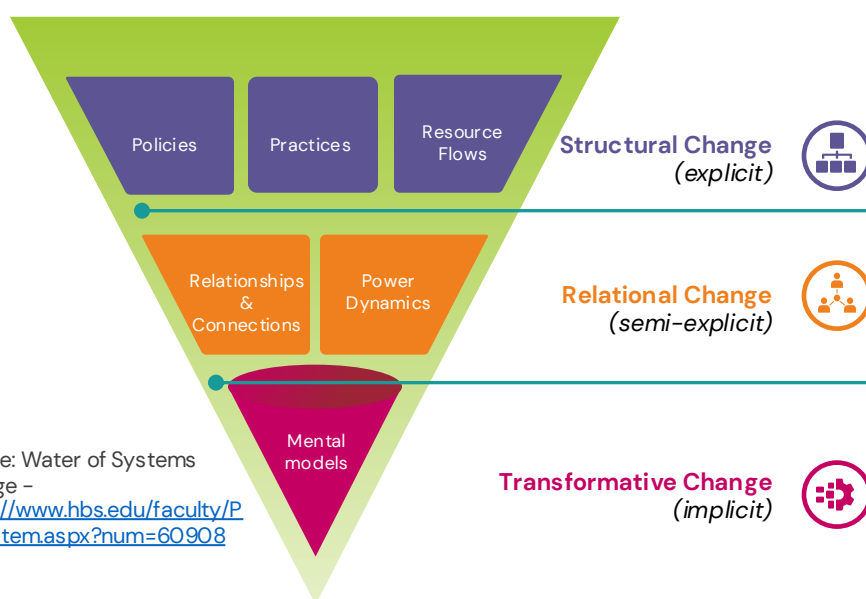 Policies
Practices
Resource
Flows
Structural Change
(explicit)
Relationships
&
Connections
Power
Dynamics
Relational Change
(semi-explicit)
Mental
models
Transformative Change
(implicit)
e: Water of Systems
ge -
//www.hbs.edu/faculty/P
tem.aspx?num=60908